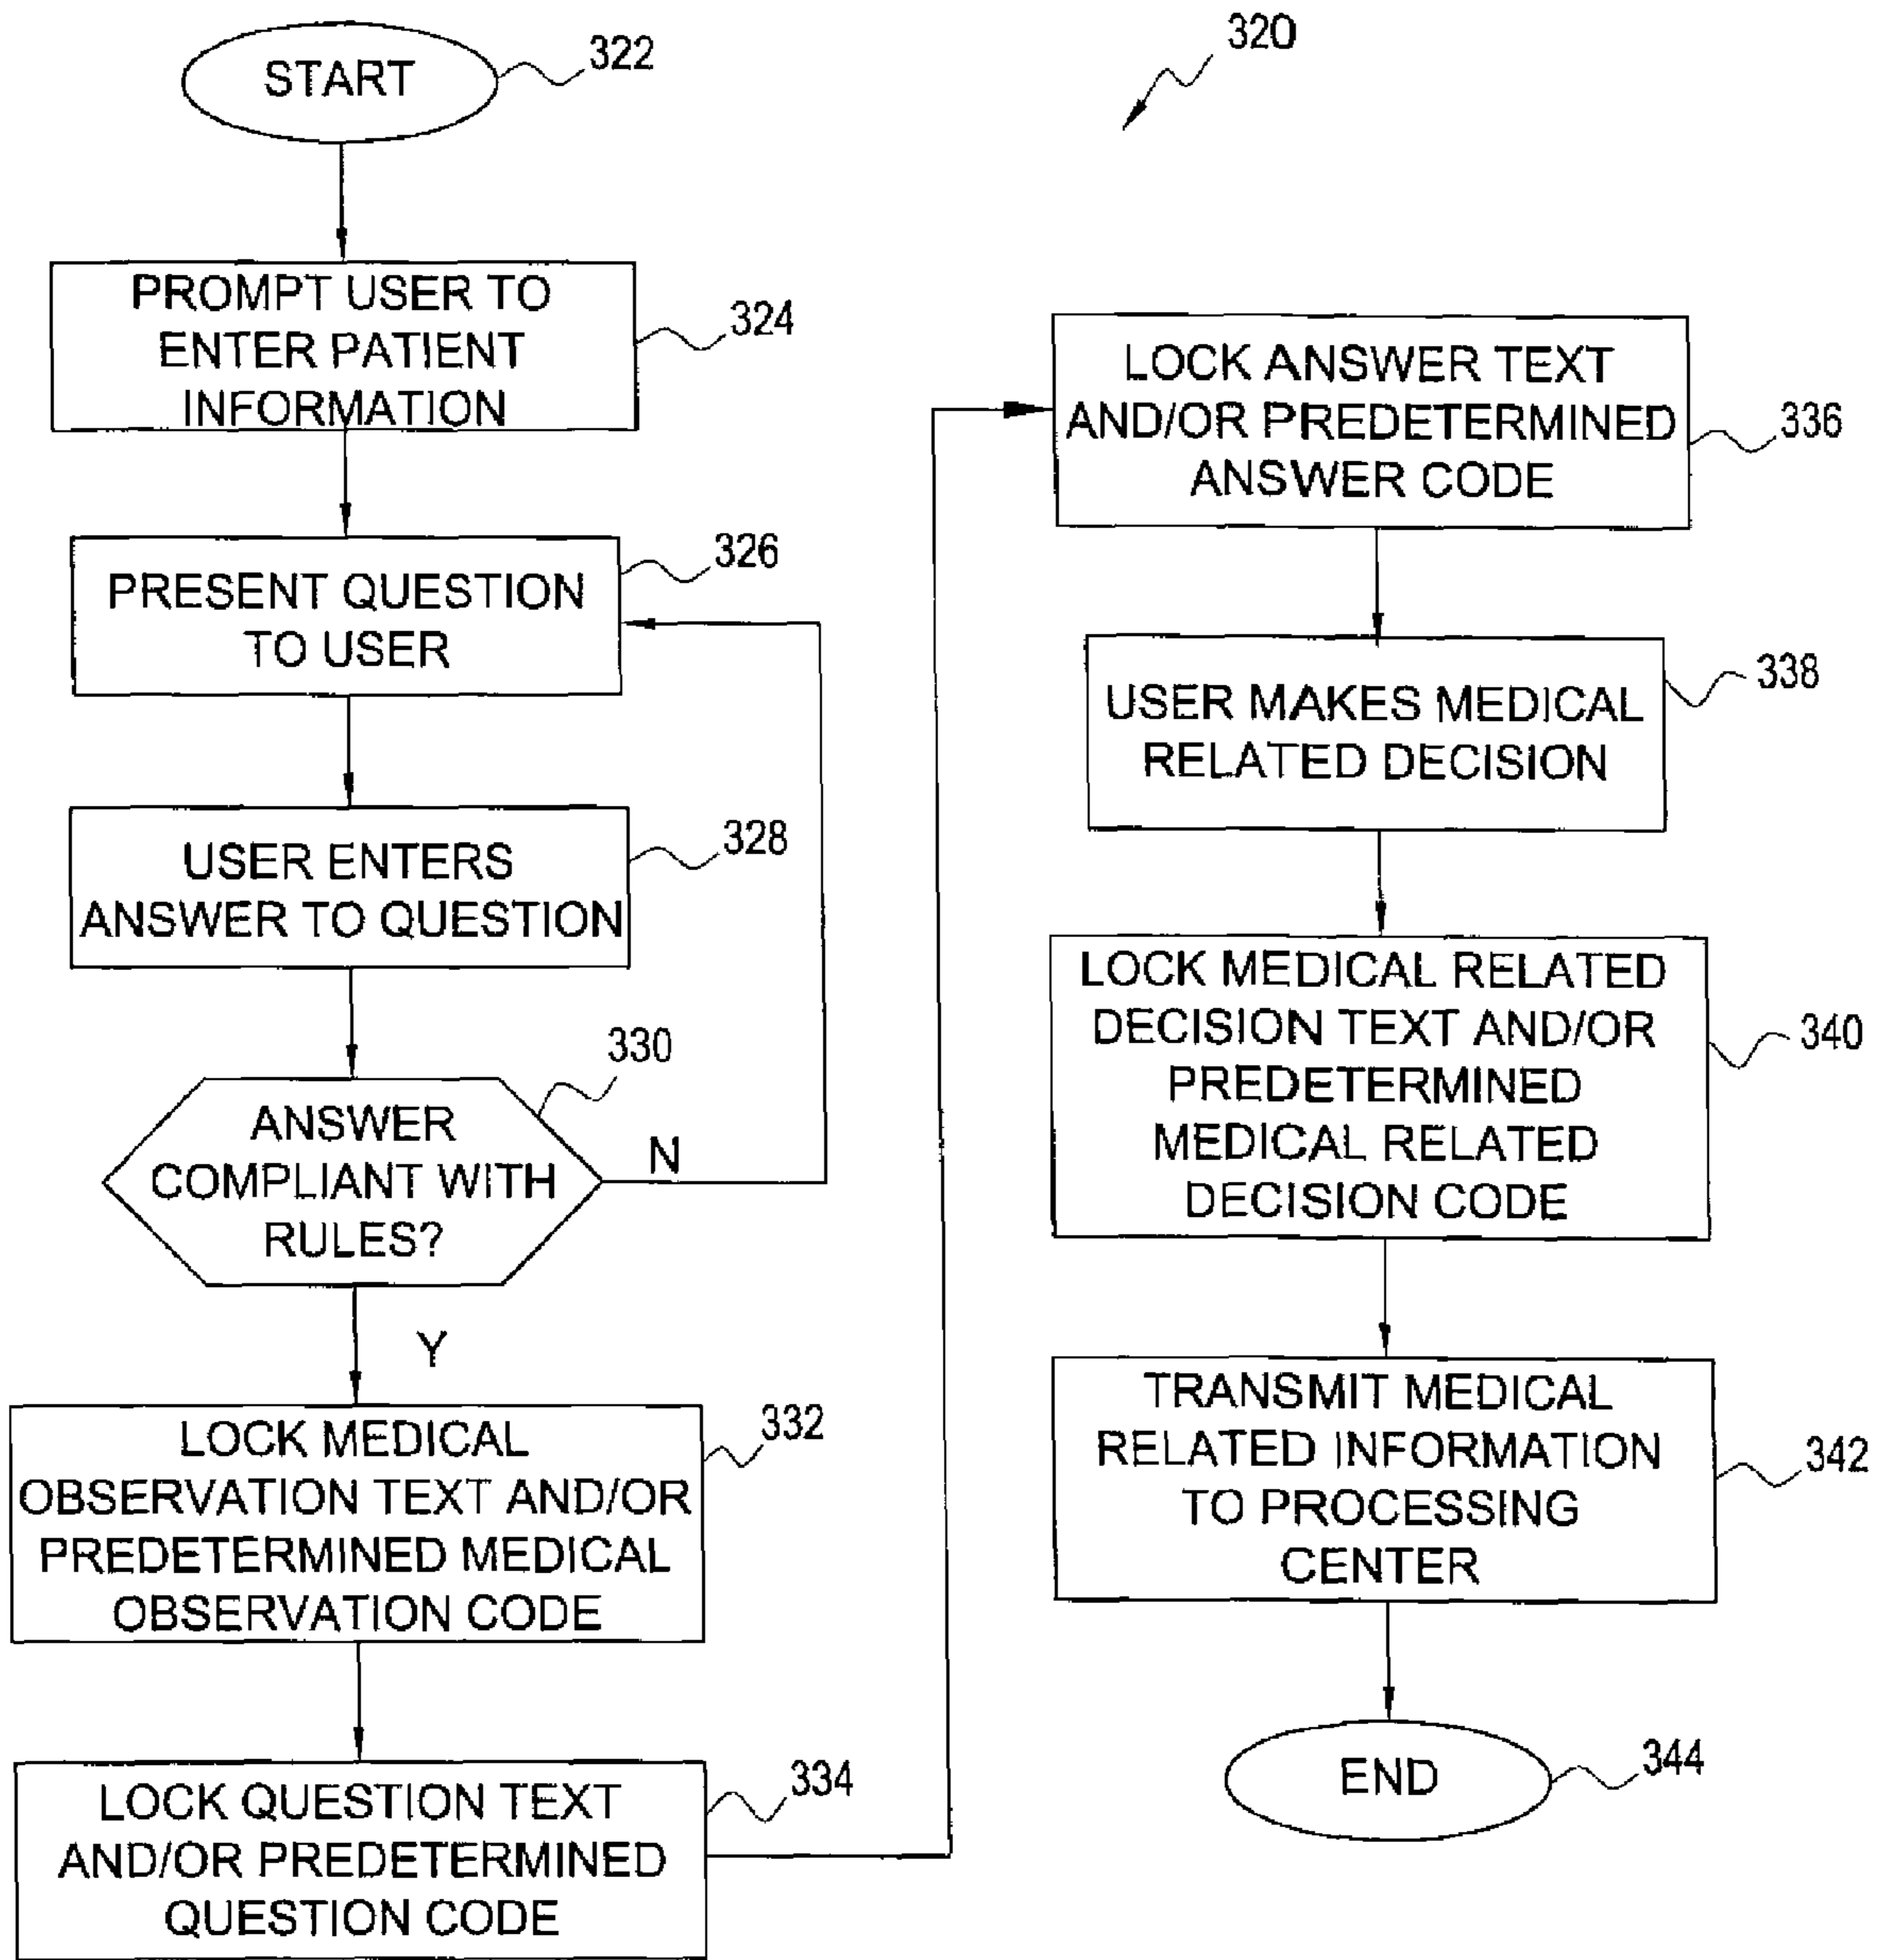 START
322
320
PROMPT USER TO
ENTER PATIENT
INFORMATION
324
PRESENT QUESTION
TO USER
326
USER ENTERS
ANSWER TO QUESTION
328
ANSWER
COMPLIANT WITH
RULES?
330
N
Y
LOCK MEDICAL
OBSERVATION TEXT AND/OR
PREDETERMINED MEDICAL
OBSERVATION CODE
332
LOCK QUESTION TEXT
AND/OR PREDETERMINED
QUESTION CODE
334
LOCK ANSWER TEXT
AND/OR PREDETERMINED
ANSWER CODE
336
USER MAKES MEDICAL
RELATED DECISION
338
LOCK MEDICAL RELATED
DECISION TEXT AND/OR
PREDETERMINED
MEDICAL RELATED
DECISION CODE
340
TRANSMIT MEDICAL
RELATED INFORMATION
TO PROCESSING
CENTER
342
END
344